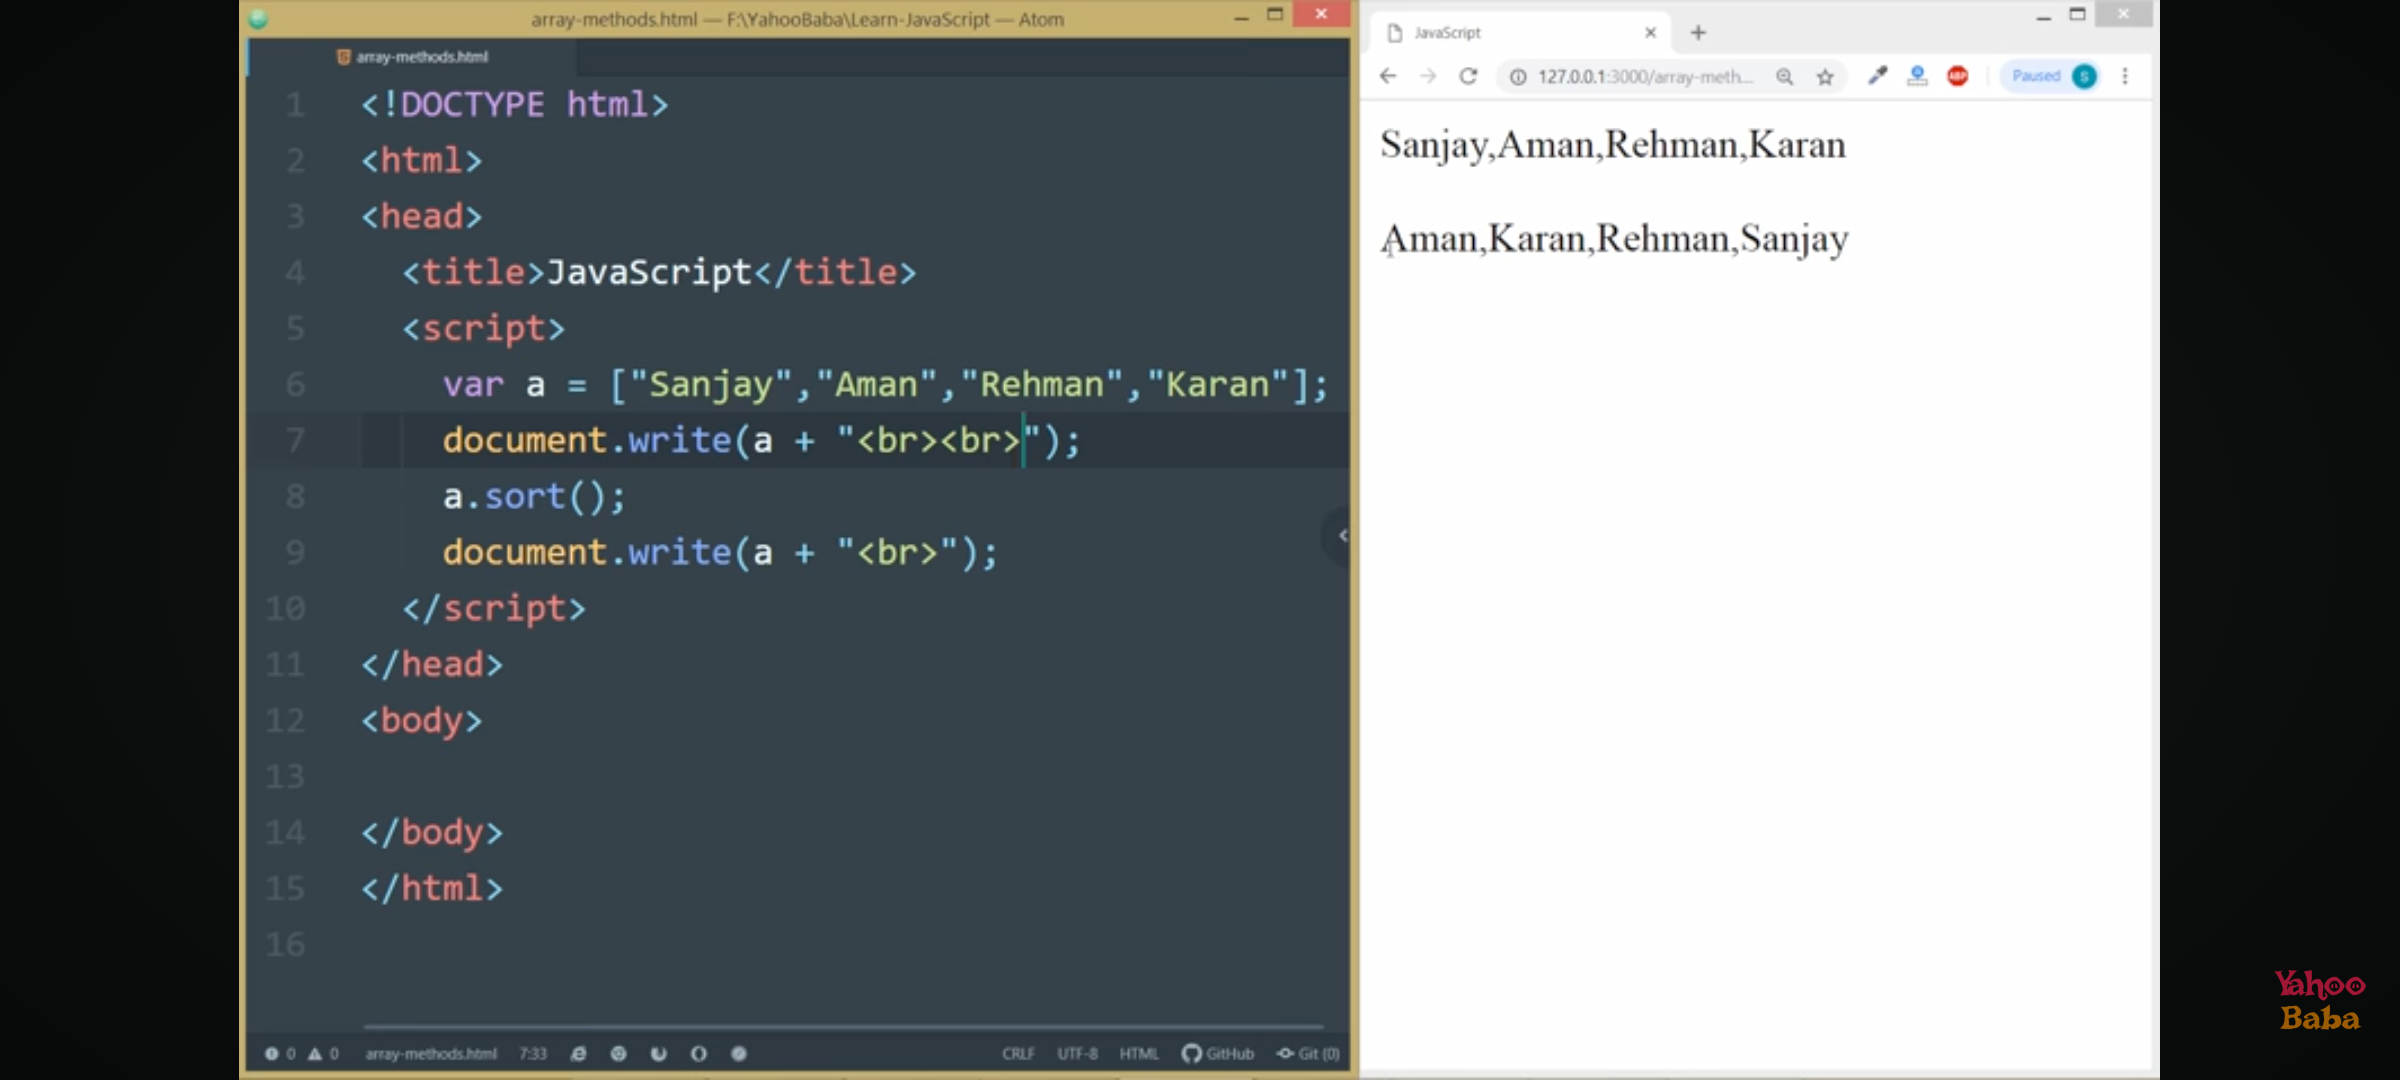 array-methods.html — F:\YahooBaba\Learn-JavaScript — Atom
array-methods.html
1 <!DOCTYPE html>
2 <html>
3 <head>
4 <title>JavaScript</title>
5 <script>
6 var a = ["Sanjay","Aman","Rehman","Karan"];
7 document.write(a + "<br><br>");
8 a.sort();
9 document.write(a + "<br>");
10 </script>
11 </head>
12 <body>
13
14 </body>
15 </html>
16
0 0 array-methods.html 7:33 CRLF UTF-8 HTML GitHub Git (0)
JavaScript
127.0.0.1:3000/array-meth... ABP Paused S
Sanjay,Aman,Rehman,Karan
Aman,Karan,Rehman,Sanjay
Yahoo
Baba